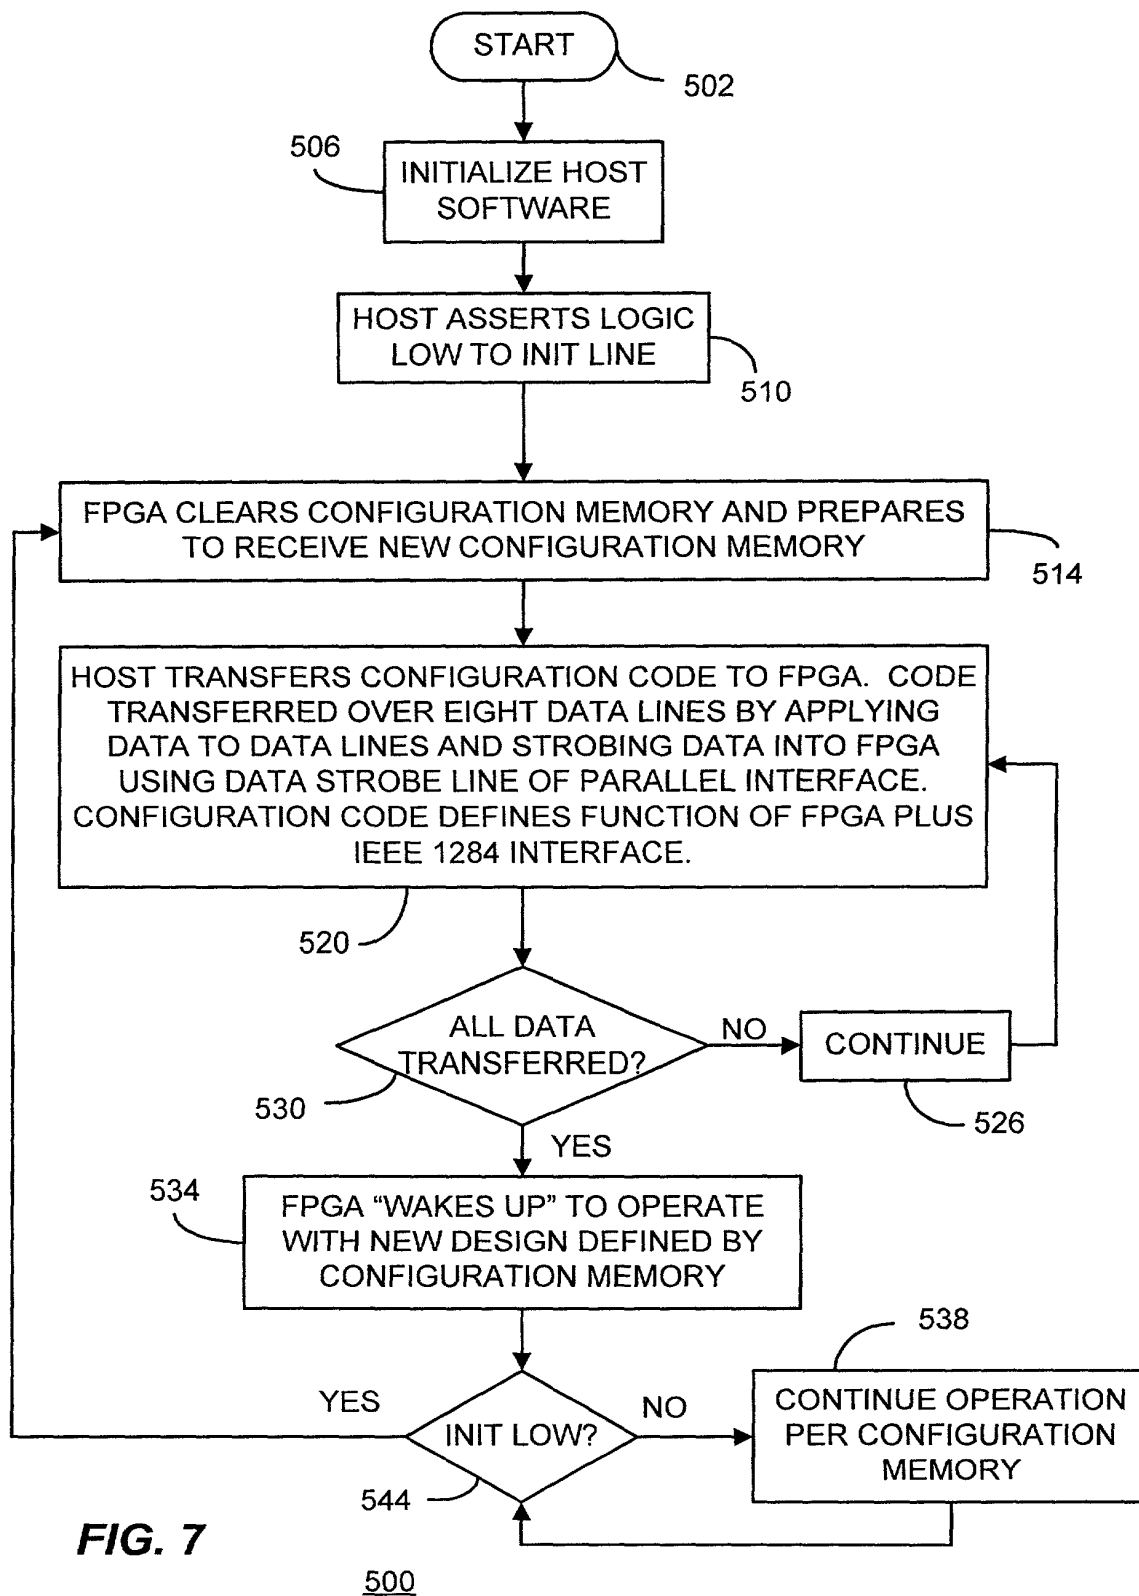 START
502
506
INITIALIZE HOST
SOFTWARE
HOST ASSERTS LOGIC
LOW TO INIT LINE
510
FPGA CLEARS CONFIGURATION MEMORY AND PREPARES
TO RECEIVE NEW CONFIGURATION MEMORY
514
HOST TRANSFERS CONFIGURATION CODE TO FPGA. CODE
TRANSFERRED OVER EIGHT DATA LINES BY APPLYING
DATA TO DATA LINES AND STROBING DATA INTO FPGA
USING DATA STROBE LINE OF PARALLEL INTERFACE.
CONFIGURATION CODE DEFINES FUNCTION OF FPGA PLUS
IEEE 1284 INTERFACE.
520
ALL DATA
TRANSFERRED?
NO
CONTINUE
530
526
YES
534
FPGA “WAKES UP” TO OPERATE
WITH NEW DESIGN DEFINED BY
CONFIGURATION MEMORY
538
YES
INIT LOW?
NO
CONTINUE OPERATION
PER CONFIGURATION
MEMORY
544
FIG. 7
500